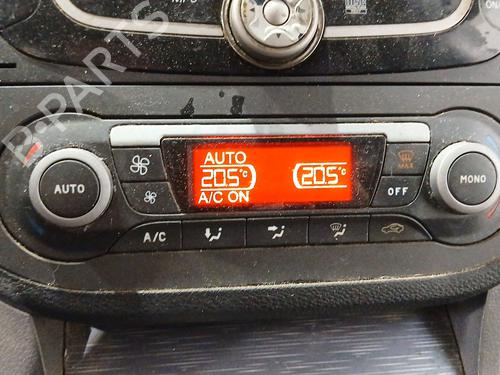 B-PARTS
AUTO
20.5°C 20.5°C
A/C ON
AUTO
MONO
OFF
A/C